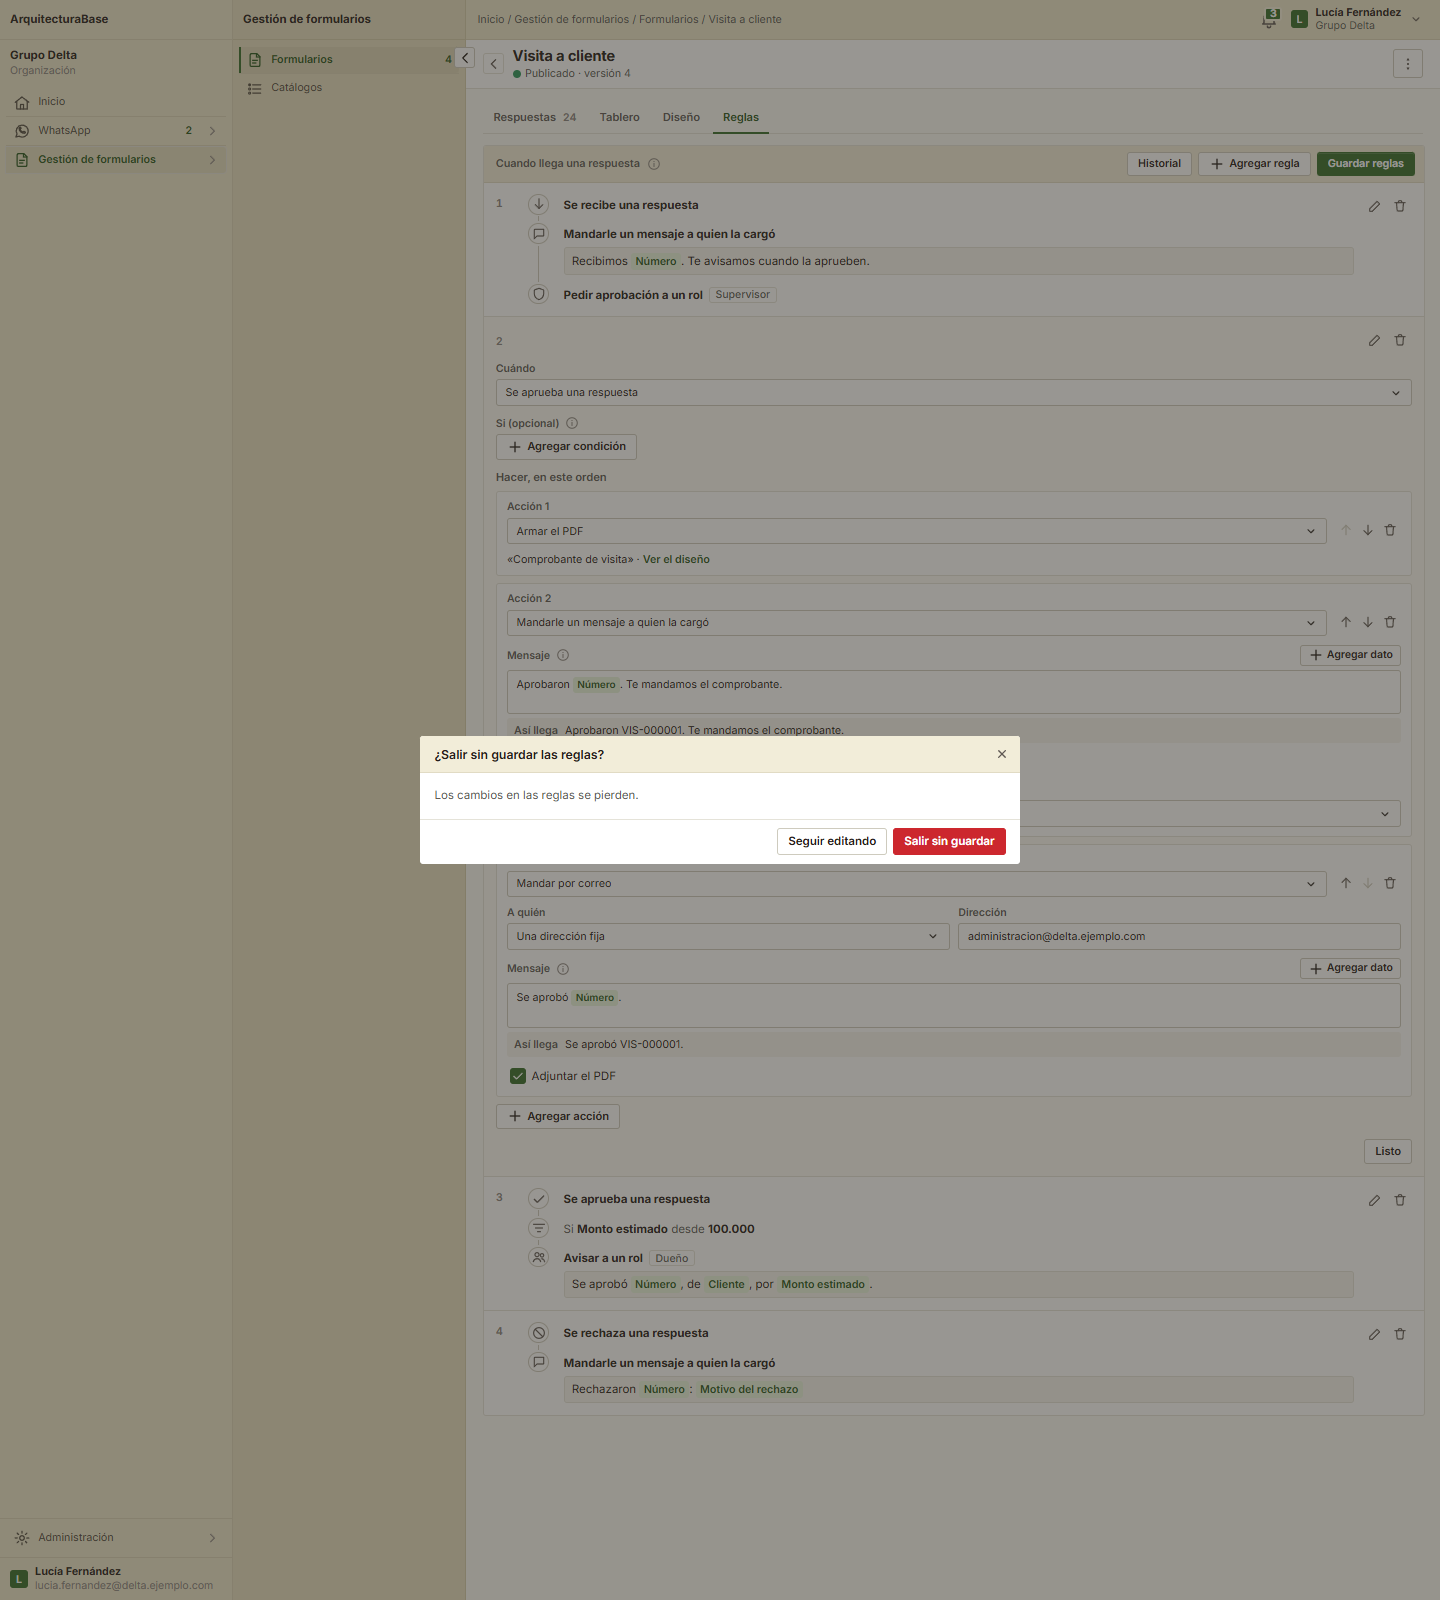 ArquitecturaBase
Gestión de formularios
Inicio / Gestión de formularios / Formularios / Visita a cliente
3
L
Lucía Fernández
Grupo Delta
Grupo Delta
Organización
Inicio
WhatsApp 2
Gestión de formularios
Formularios 4
Catálogos
Visita a cliente
Publicado · versión 4
Respuestas 24 Tablero Diseño Reglas
Cuando llega una respuesta
Historial
Agregar regla
Guardar reglas
1
Se recibe una respuesta
Mandarle un mensaje a quien la cargó
Recibimos Número . Te avisamos cuando la aprueben.
Pedir aprobación a un rol Supervisor
2
Cuándo
Se aprueba una respuesta
Si (opcional)
Agregar condición
Hacer, en este orden
Acción 1
Armar el PDF
«Comprobante de visita» · Ver el diseño
Acción 2
Mandarle un mensaje a quien la cargó
Mensaje
Agregar dato
Aprobaron Número . Te mandamos el comprobante.
Así llega Aprobaron VIS-000001. Te mandamos el comprobante.
¿Salir sin guardar las reglas?
Los cambios en las reglas se pierden.
Seguir editando
Salir sin guardar
Mandar por correo
A quién
Dirección
Una dirección fija
administracion@delta.ejemplo.com
Mensaje
Agregar dato
Se aprobó Número .
Así llega Se aprobó VIS-000001.
Adjuntar el PDF
Agregar acción
Listo
3
Se aprueba una respuesta
Si Monto estimado desde 100.000
Avisar a un rol Dueño
Se aprobó Número , de Cliente , por Monto estimado .
4
Se rechaza una respuesta
Mandarle un mensaje a quien la cargó
Rechazaron Número : Motivo del rechazo
Administración
L
Lucía Fernández
lucia.fernandez@delta.ejemplo.com